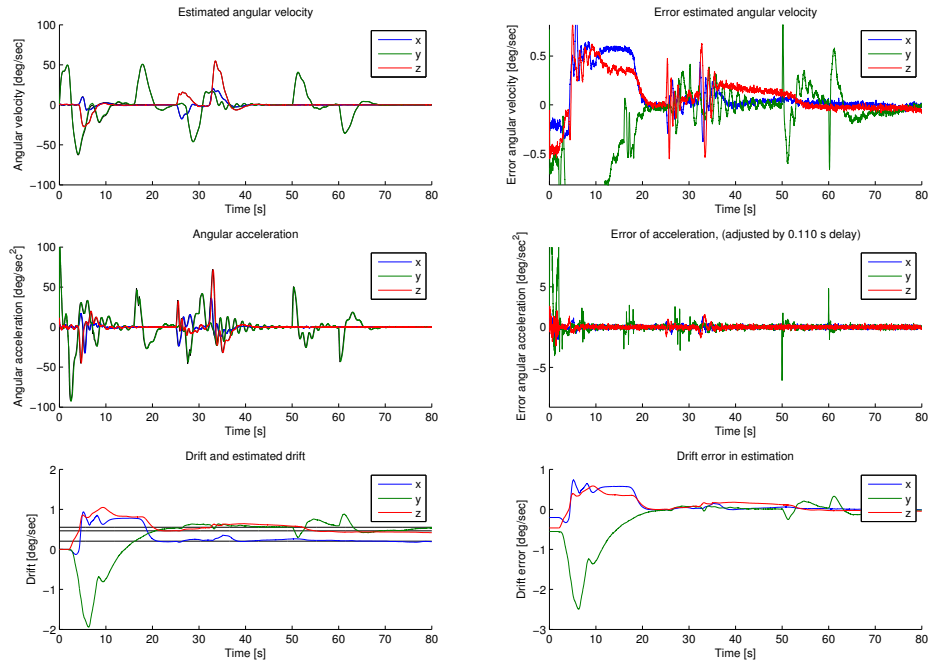 Estimated angular velocity
Angular velocity [deg/sec]
100
50
0
−50
−100
x
y
z
0 10 20 30 40 50 60 70 80
Time [s]
Error estimated angular velocity
Error angular velocity [deg/sec]
0.5
0
−0.5
x
y
z
0 10 20 30 40 50 60 70 80
Time [s]
Angular acceleration
Angular acceleration [deg/sec²]
100
50
0
−50
−100
x
y
z
0 10 20 30 40 50 60 70 80
Time [s]
Error of acceleration, (adjusted by 0.110 s delay)
Error angular acceleration [deg/sec²]
5
0
−5
x
y
z
0 10 20 30 40 50 60 70 80
Time [s]
Drift and estimated drift
Drift [deg/sec]
2
1
0
−1
−2
x
y
z
0 10 20 30 40 50 60 70 80
Time [s]
Drift error in estimation
Drift error [deg/sec]
1
0
−1
−2
−3
x
y
z
0 10 20 30 40 50 60 70 80
Time [s]